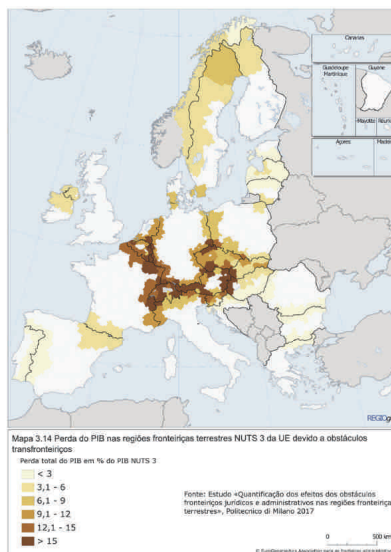 Canarias
Guadeloupe
Martinique
Guyane
Mayotte
Açores
REGIO
Mapa 3.14 Perda do PIB nas regiões fronteiriças terrestres NUTS 3 da UE devido a obstáculos
transfronteiriços
Perda total do PIB em % do PIB NUTS 3
< 3
3,1 - 6
6,1 - 9
9,1 - 12
12,1 - 15
> 15
Fonte: Estudo «Quantificação dos efeitos dos obstáculos
fronteiriços jurídicos e administrativos nas regiões fronteiriça
terrestres», Politecnico di Milano 2017
0 500 km